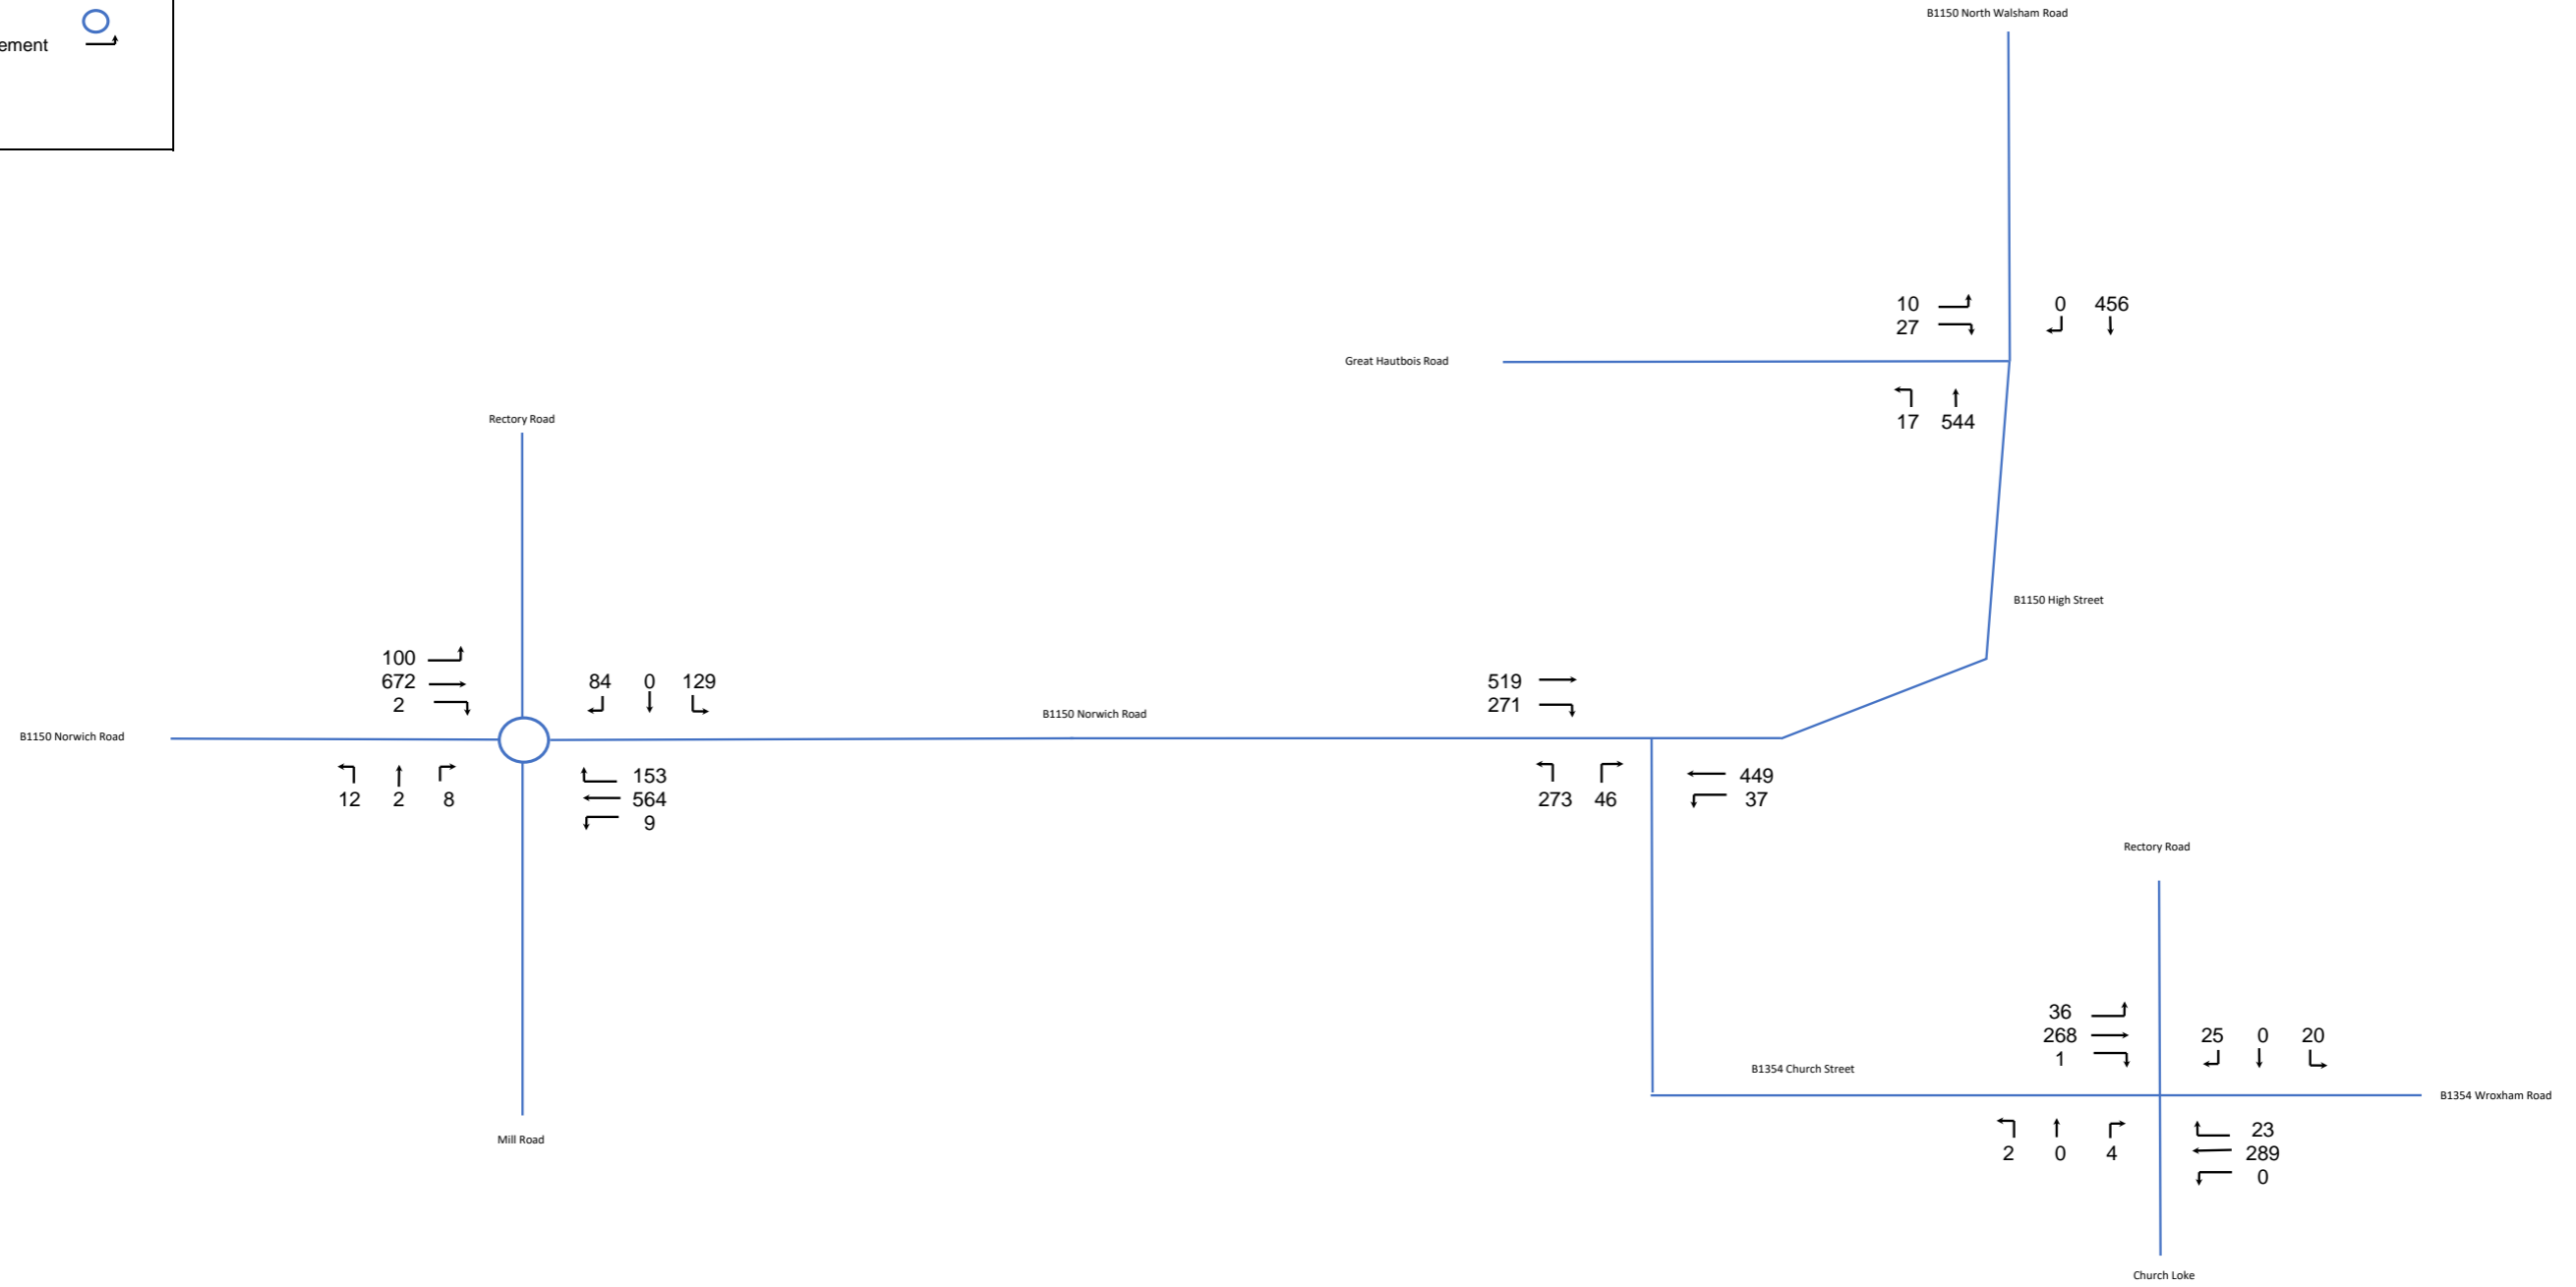 ement
B1150 North Walsham Road
10
27
0 456
Great Hautbois Road
17 544
Rectory Road
B1150 High Street
100
672
2
84 0 129
B1150 Norwich Road
12 2 8
153
564
9
B1150 Norwich Road
519
271
273 46
449
37
Rectory Road
36
268
1
25 0 20
B1354 Church Street
B1354 Wroxham Road
2 0 4
23
289
0
Mill Road
Church Loke